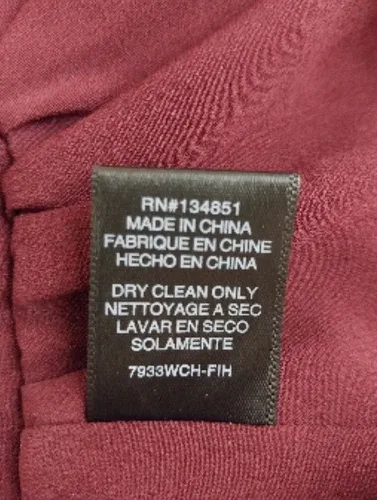 RN#134851
MADE IN CHINA
FABRIQUE EN CHINE
HECHO EN CHINA
DRY CLEAN ONLY
NETTOYAGE A SEC
LAVAR EN SECO
SOLAMENTE
7933WCH-FIH